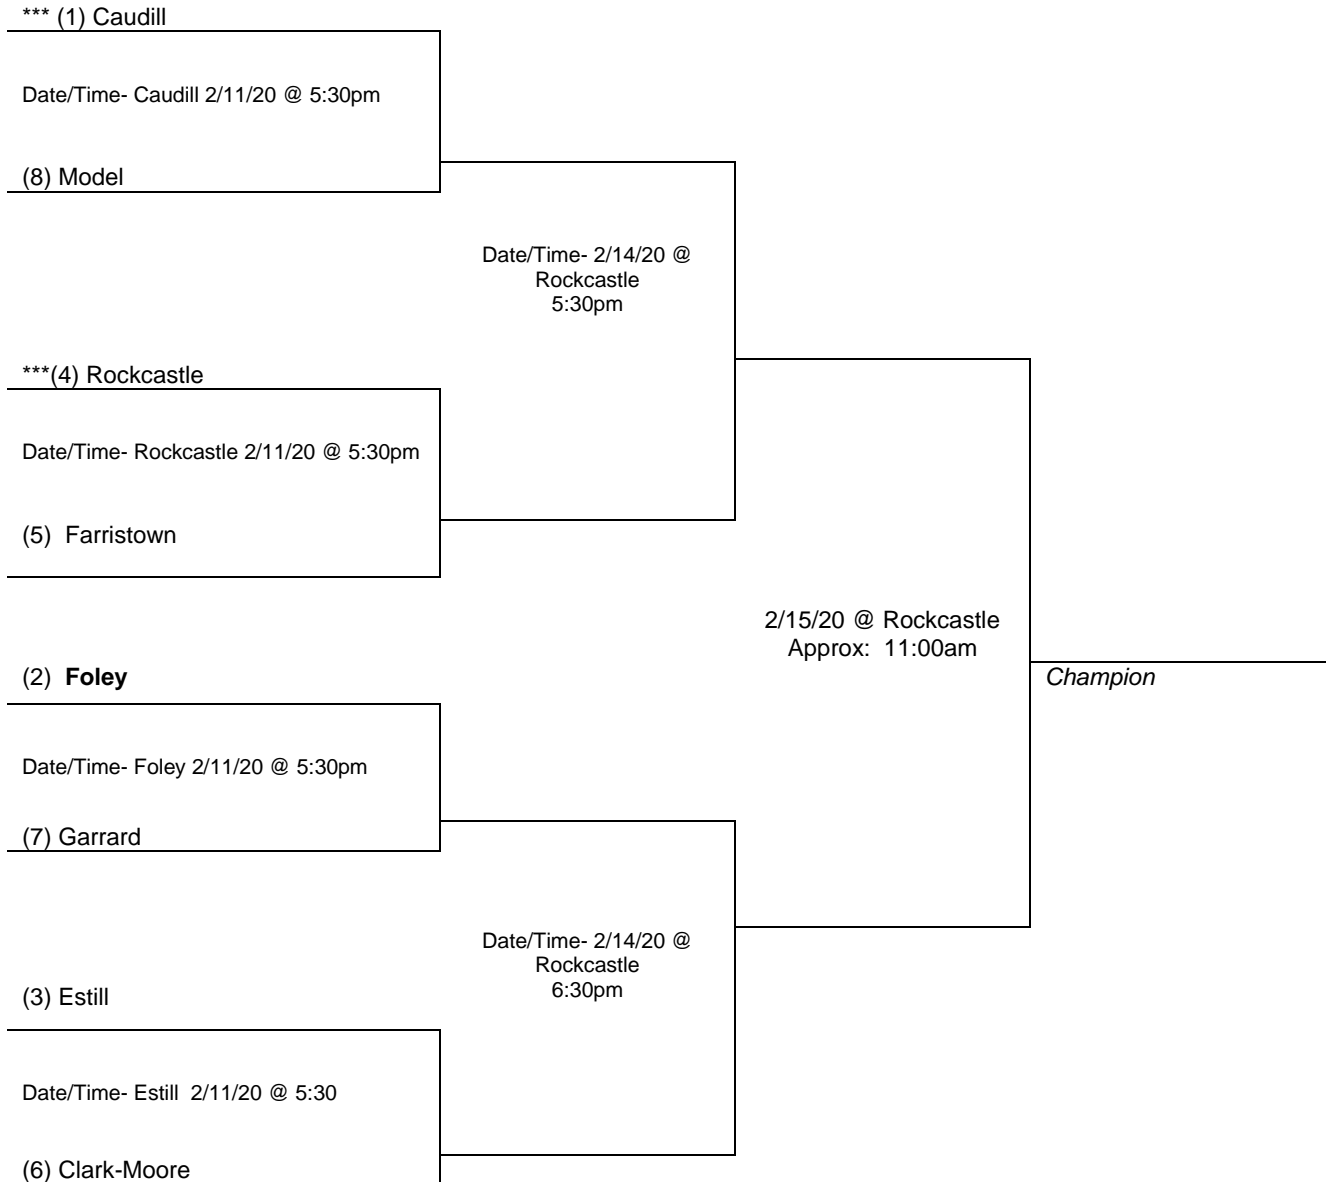 *** (1) Caudill
Date/Time- Caudill 2/11/20 @ 5:30pm
(8) Model
Date/Time- 2/14/20 @
Rockcastle
5:30pm
***(4) Rockcastle
Date/Time- Rockcastle 2/11/20 @ 5:30pm
(5)  Farristown
2/15/20 @ Rockcastle
Approx:  11:00am
(2)  Foley
Champion
Date/Time- Foley 2/11/20 @ 5:30pm
(7) Garrard
Date/Time- 2/14/20 @
Rockcastle
6:30pm
(3) Estill
Date/Time- Estill  2/11/20 @ 5:30
(6) Clark-Moore